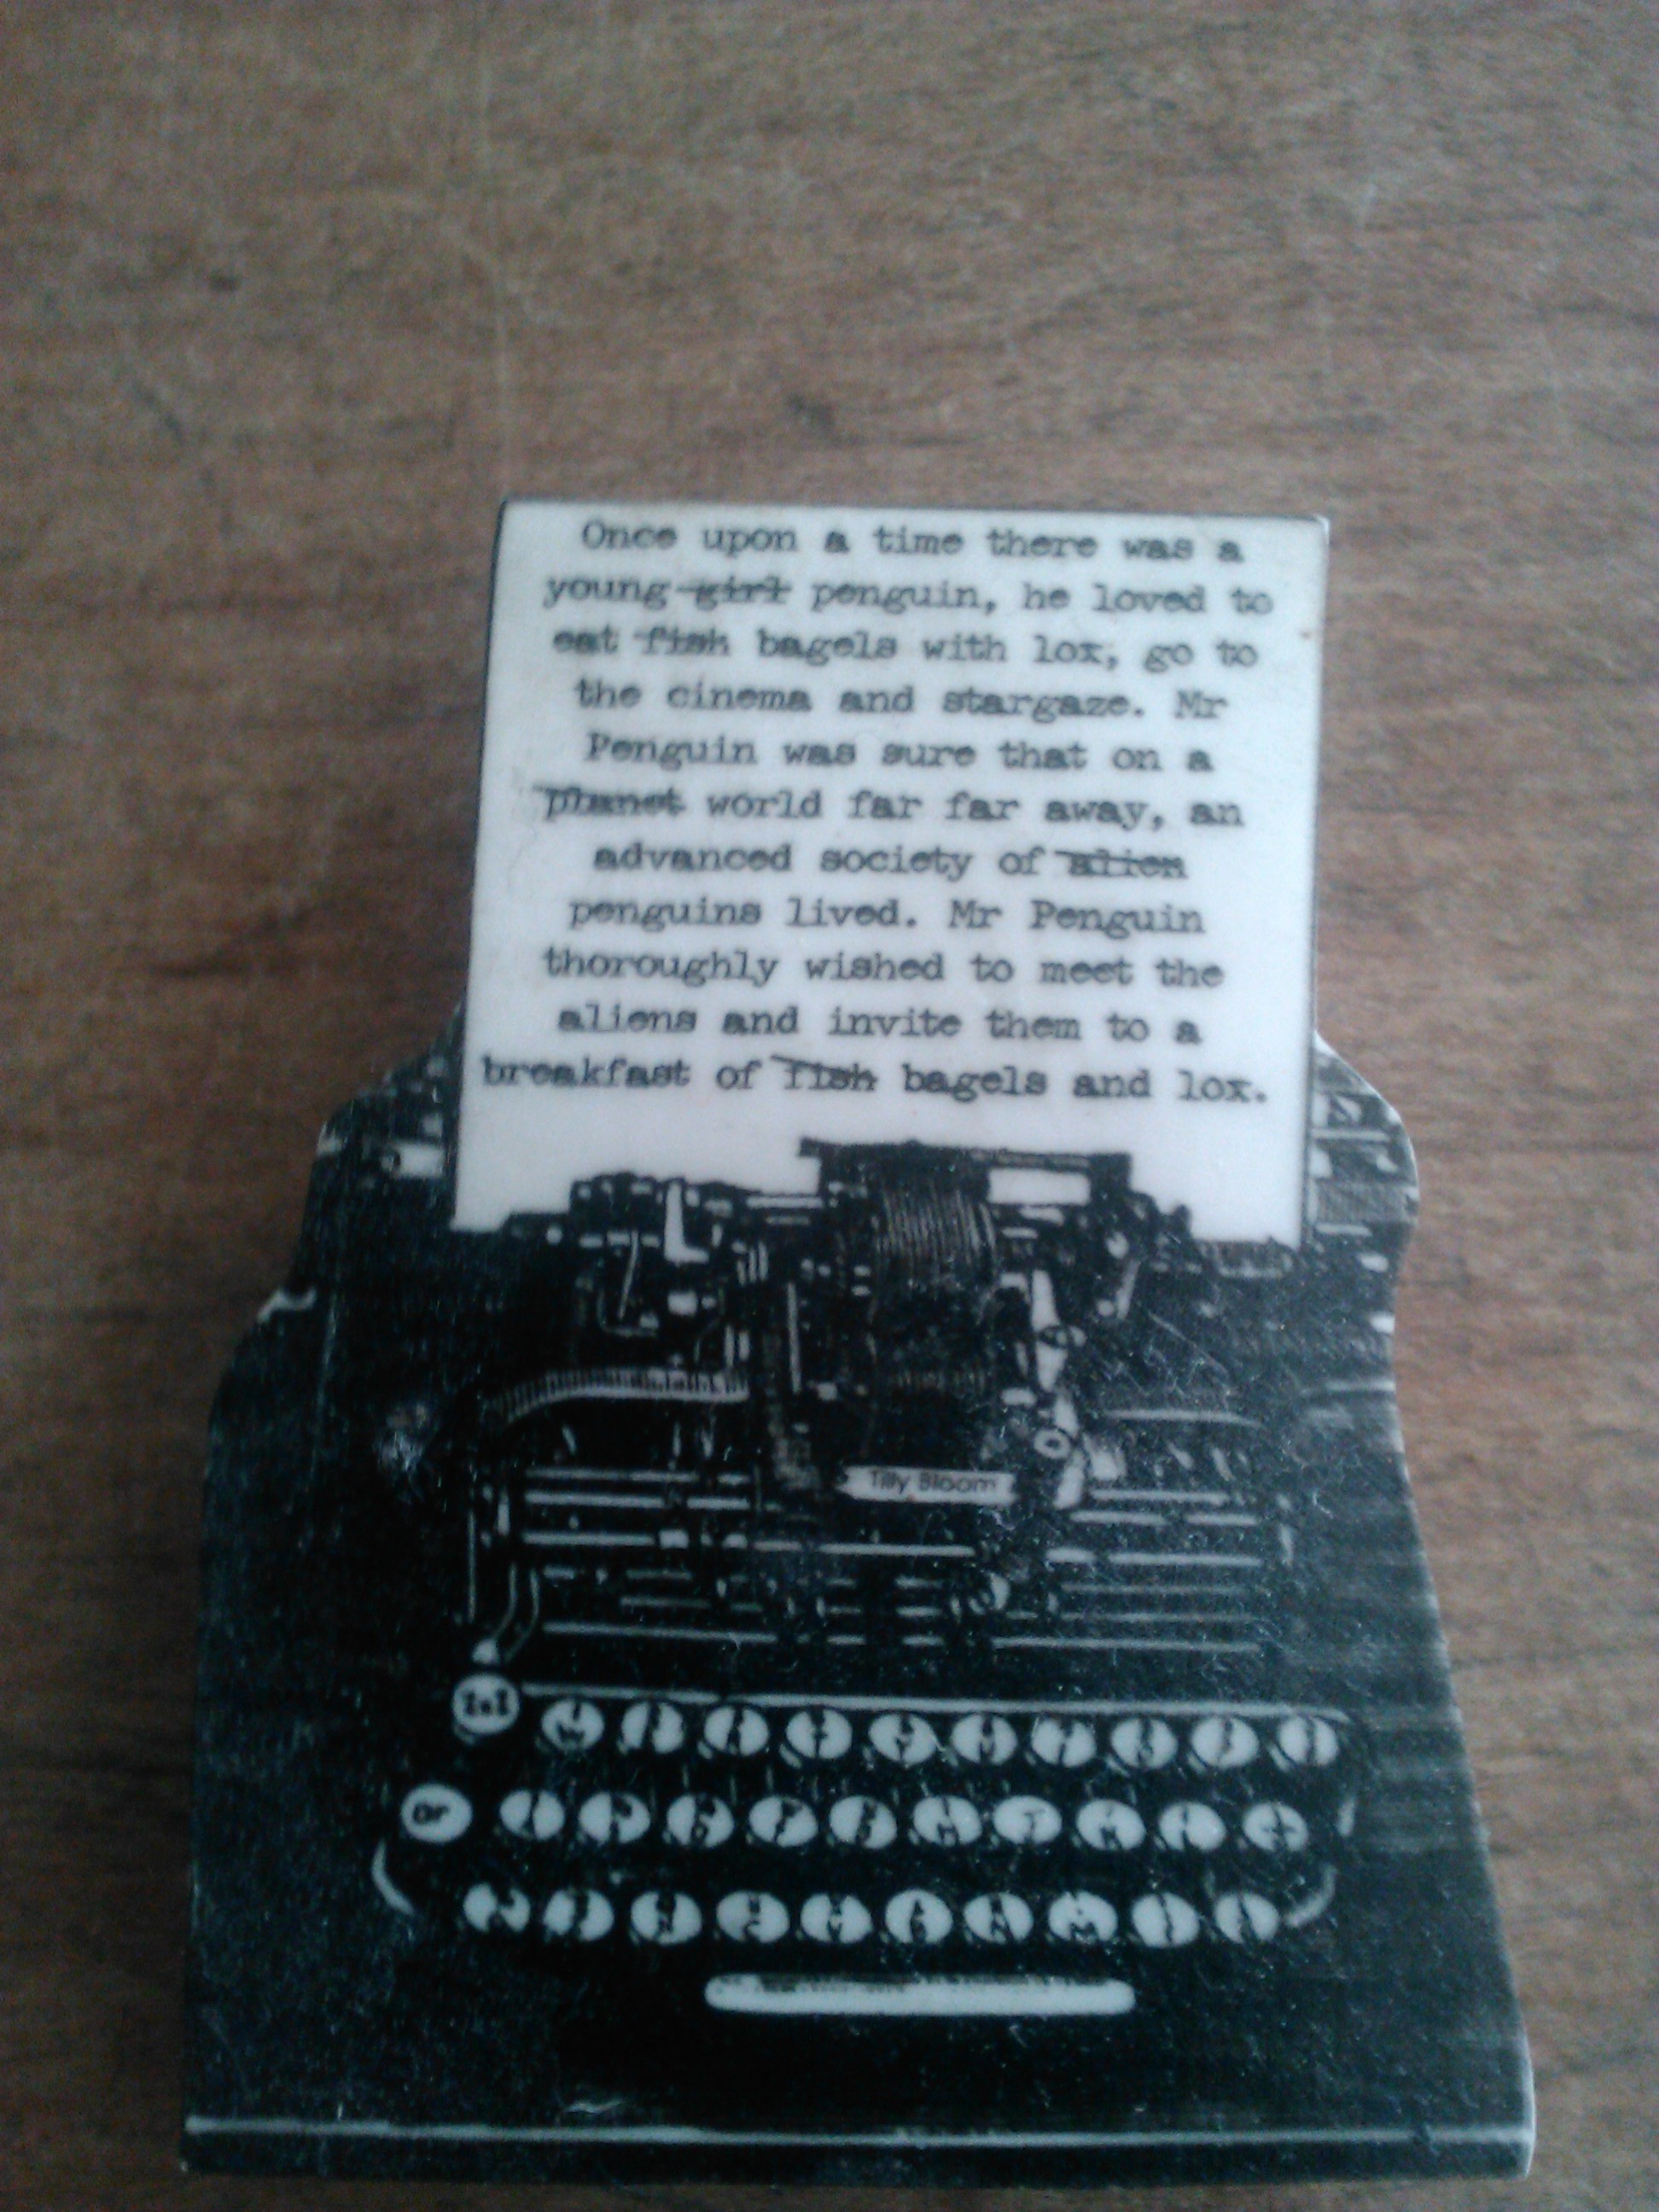 Once upon a time there was a
young girl penguin, he loved to
eat fish bagels with lox, go to
the cinema and stargaze. Mr
Penguin was sure that on a
planet world far far away, an
advanced society of alien
penguins lived. Mr Penguin
thoroughly wished to meet the
aliens and invite them to a
breakfast of fish bagels and lox.
Tilly Bloom